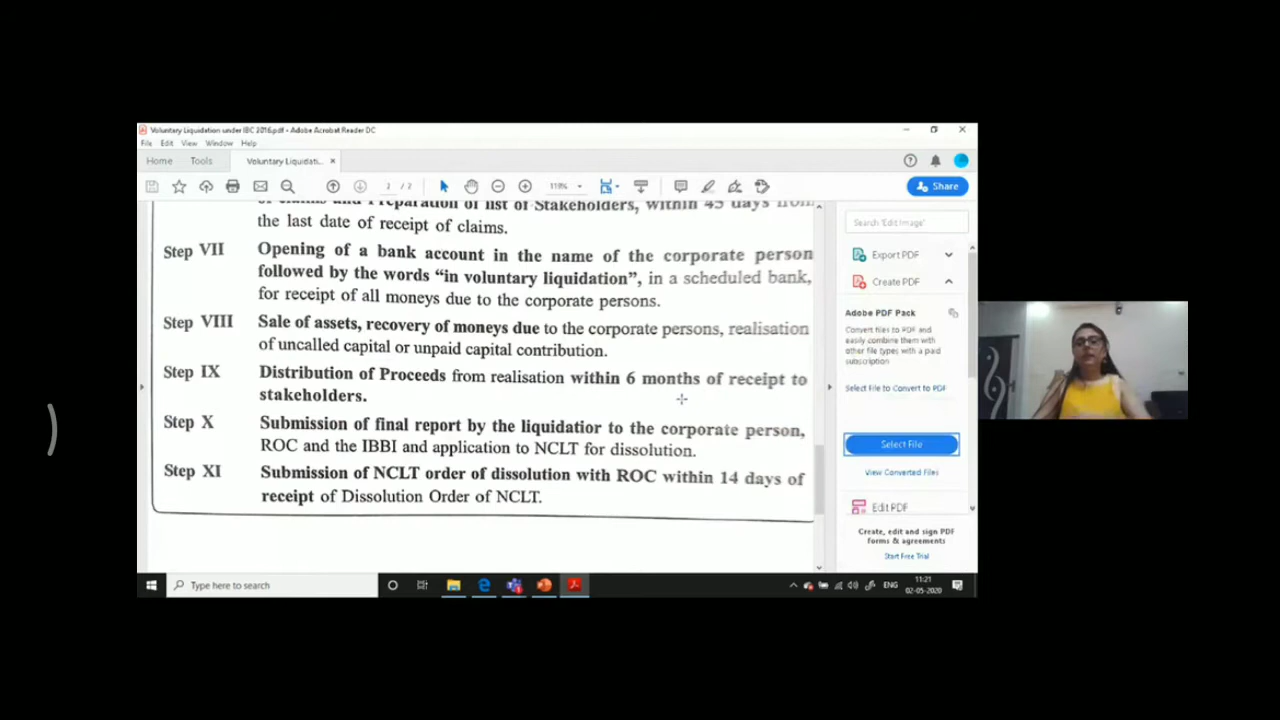 Voluntary Liquidation under IBC 2016.pdf - Adobe Acrobat Reader DC
File Edit View Window Help
Home Tools Voluntary Liquidati... ×
2 / 2 118% Share
of claims and Preparation of list of Stakeholders, within 45 days from
the last date of receipt of claims.
Step VII Opening of a bank account in the name of the corporate person
followed by the words “in voluntary liquidation”, in a scheduled bank,
for receipt of all moneys due to the corporate persons.
Step VIII Sale of assets, recovery of moneys due to the corporate persons, realisation
of uncalled capital or unpaid capital contribution.
Step IX Distribution of Proceeds from realisation within 6 months of receipt to
stakeholders.
Step X Submission of final report by the liquidatior to the corporate person,
ROC and the IBBI and application to NCLT for dissolution.
Step XI Submission of NCLT order of dissolution with ROC within 14 days of
receipt of Dissolution Order of NCLT.
Search 'Edit Image'
Export PDF
Create PDF
Adobe PDF Pack
Convert files to PDF and
easily combine them with
other file types with a paid
subscription
Select File to Convert to PDF
Select File
View Converted Files
Edit PDF
Create, edit and sign PDF
forms & agreements
Start Free Trial
Type here to search
ENG
11:21
02-05-2020